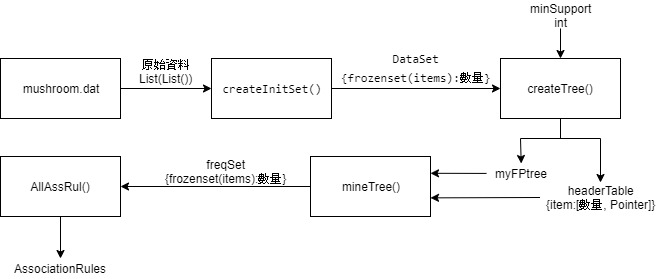 minSupport
int
原始資料
List(List())
DataSet
{frozenset(items):數量}
mushroom.dat
createInitSet()
createTree()
freqSet
{frozenset(items):數量}
myFPtree
headerTable
{item:[數量, Pointer]}
AllAssRul()
mineTree()
AssociationRules